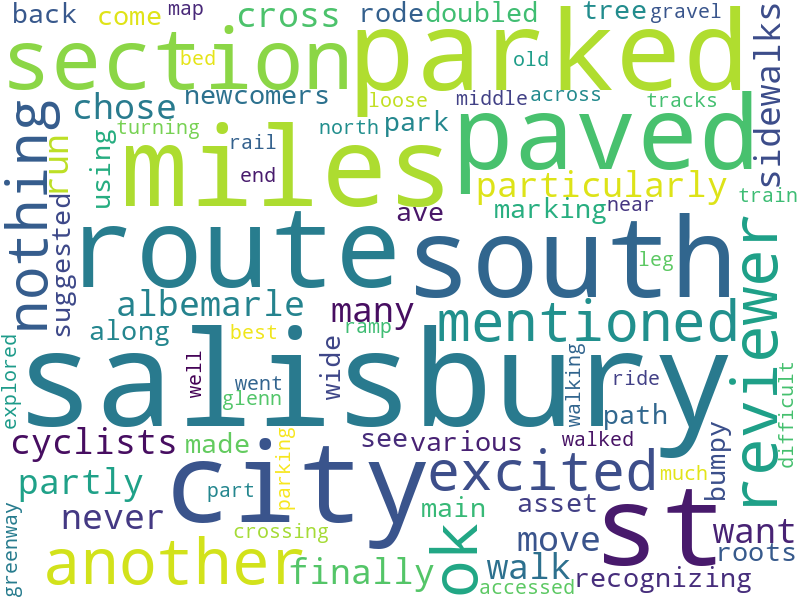 back
come
map
cross
rode
doubled
tree
gravel
section
bed
parked
old
sidewalks
nothing
chose
newcomers
loose
middle
across
tracks
run
using
turning
miles
north
park
paved
rail
end
particularly
train
suggested
route
ave
marking
near
south
leg
reviewer
albemarle
many
mentioned
explored
along
best
ramp
salisbury
well
went
glenn
wide
walking
ride
path
difficult
cyclists
made
see
various
walked
bumpy
partly
city
part
parking
excited
much
asset
st
never
main
want
greenway
crossing
ok
move
roots
another
finally
walk
accessed
recognizing